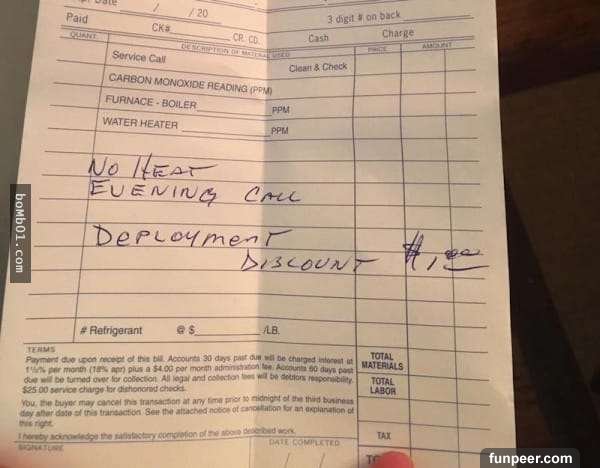 Date / / 20
Paid CK# CR. CD. Cash Charge
3 digit # on back
QUANT. DESCRIPTION OF MATERIAL USED PRICE AMOUNT
Service Call Clean & Check
CARBON MONOXIDE READING (PPM)
FURNACE - BOILER PPM
WATER HEATER PPM
NO HEAT
EVENING CALL
DEPLOYMENT
DISCOUNT $1.00
# Refrigerant @ $ /LB.
TERMS
Payment due upon receipt of this bill. Accounts 30 days past due will be charged interest at
1½% per month (18% apr) plus a $4.00 per month administration fee. Accounts 60 days past
due will be turned over for collection. All legal and collection fees will be debtors responsibility.
$25.00 service charge for dishonored checks.
You, the buyer may cancel this transaction at any time prior to midnight of the third business
day after date of this transaction. See the attached notice of cancellation for an explanation of
this right.
I hereby acknowledge the satisfactory completion of the above described work.
SIGNATURE DATE COMPLETED
/ /
TOTAL
MATERIALS
TOTAL
LABOR
TAX
boMb01.com
funpeer.com